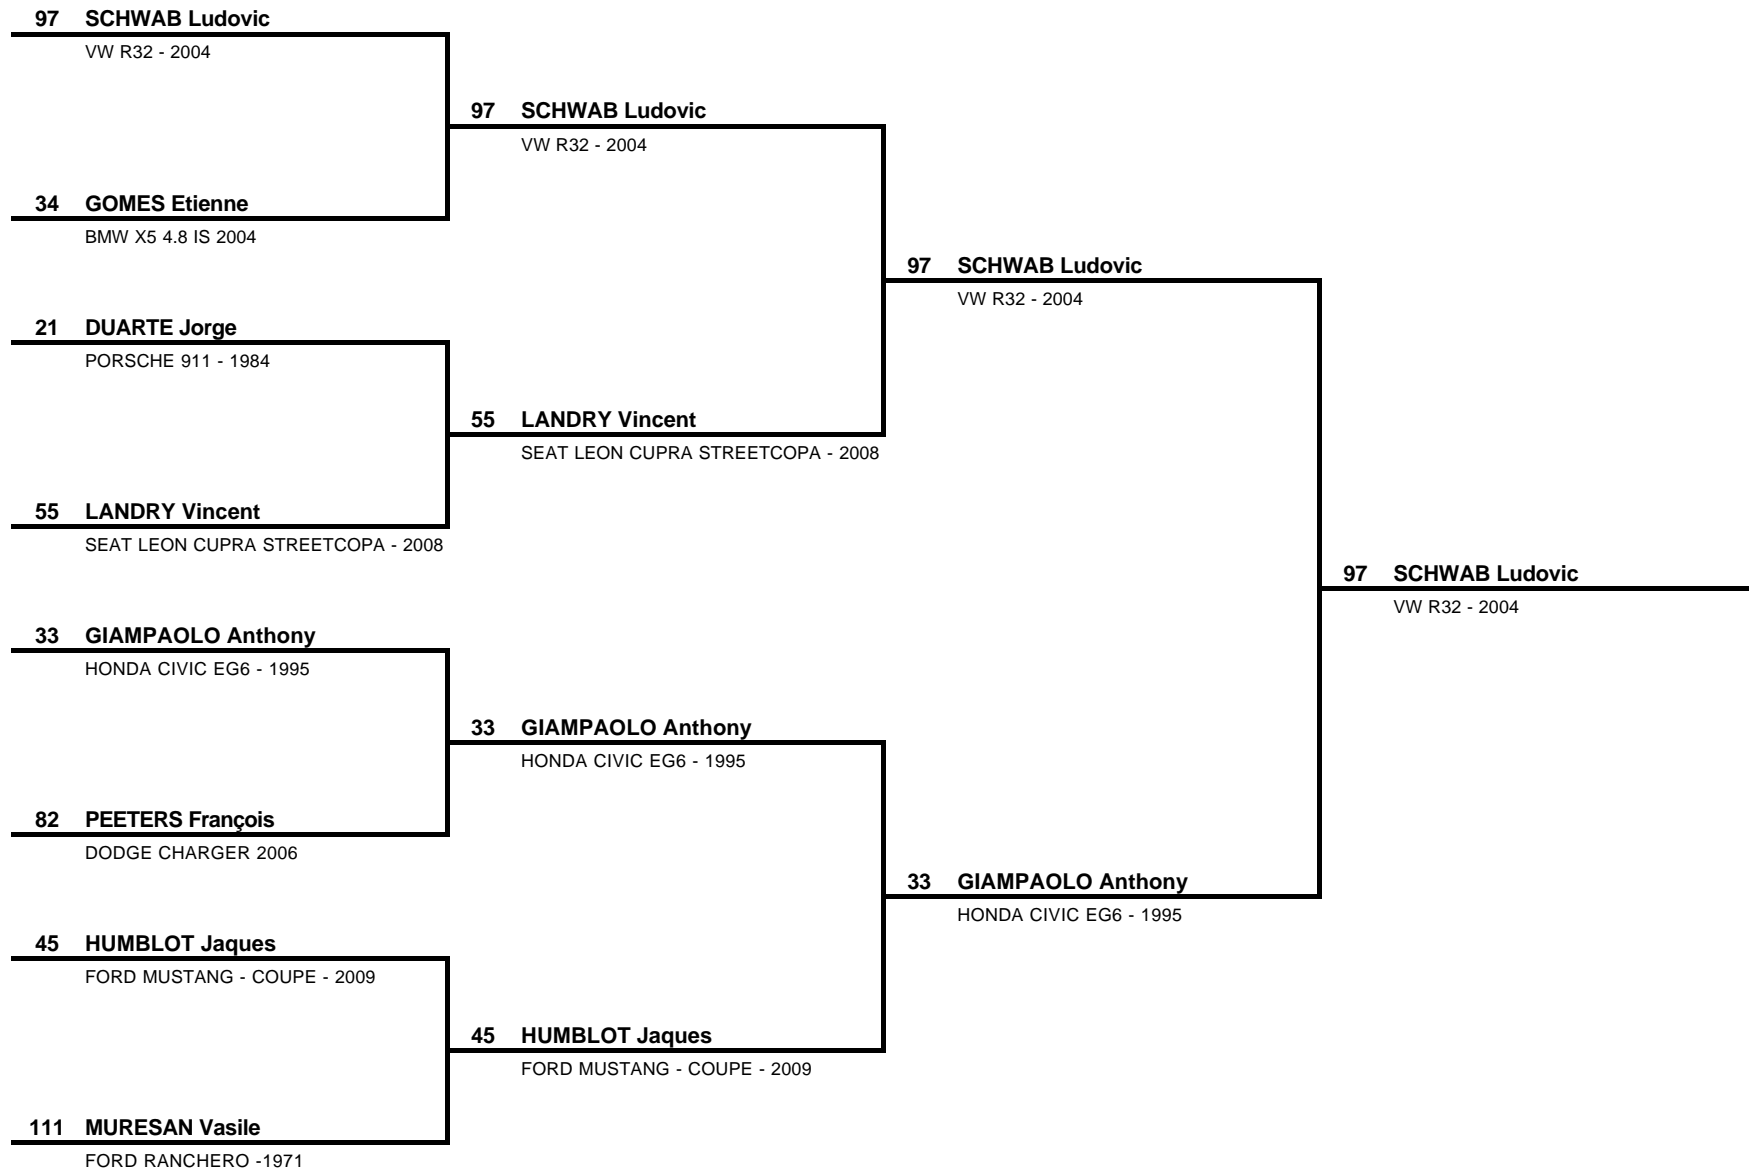 97 SCHWAB Ludovic
VW R32 - 2004
97 SCHWAB Ludovic
VW R32 - 2004
34 GOMES Etienne
BMW X5 4.8 IS 2004
97 SCHWAB Ludovic
VW R32 - 2004
21 DUARTE Jorge
PORSCHE 911 - 1984
55 LANDRY Vincent
SEAT LEON CUPRA STREETCOPA - 2008
55 LANDRY Vincent
SEAT LEON CUPRA STREETCOPA - 2008
97 SCHWAB Ludovic
VW R32 - 2004
33 GIAMPAOLO Anthony
HONDA CIVIC EG6 - 1995
33 GIAMPAOLO Anthony
HONDA CIVIC EG6 - 1995
82 PEETERS François
DODGE CHARGER 2006
33 GIAMPAOLO Anthony
HONDA CIVIC EG6 - 1995
45 HUMBLOT Jaques
FORD MUSTANG - COUPE - 2009
45 HUMBLOT Jaques
FORD MUSTANG - COUPE - 2009
111 MURESAN Vasile
FORD RANCHERO -1971